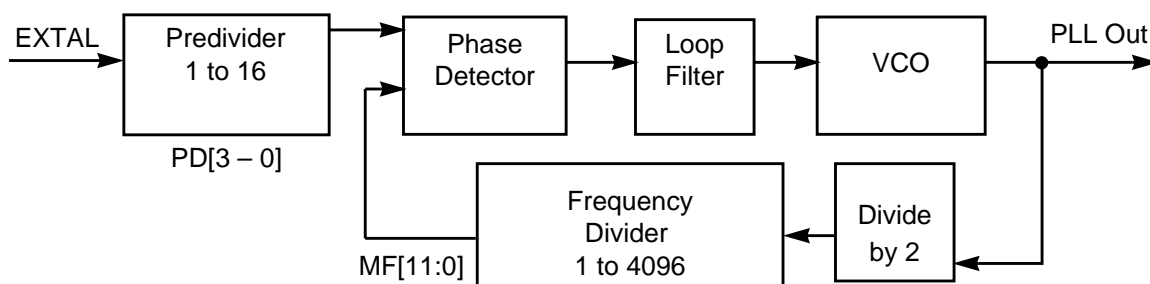 EXTAL
Predivider
1 to 16
PD[3 – 0]
Phase
Detector
Loop
Filter
VCO
PLL Out
Frequency
Divider
1 to 4096
MF[11:0]
Divide
by 2